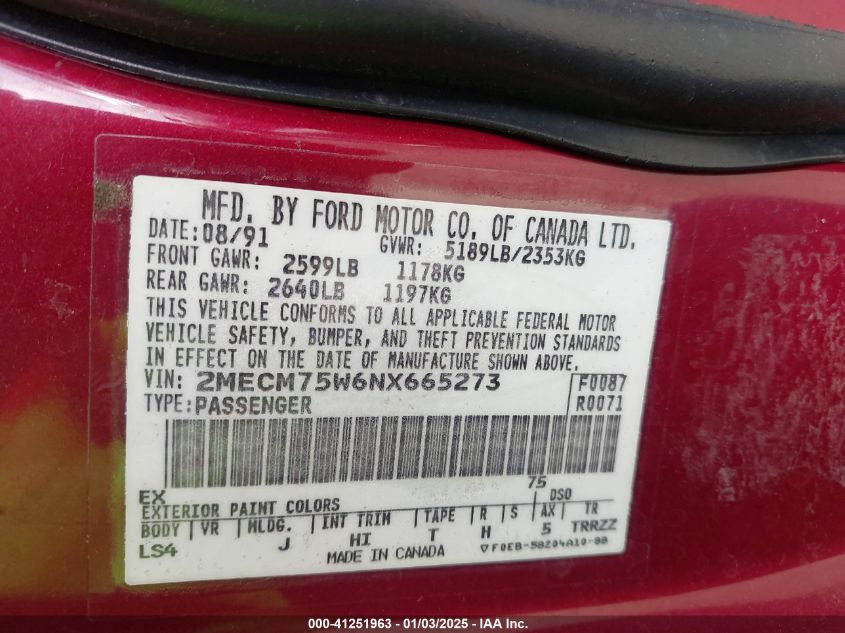 MFD. BY FORD MOTOR CO. OF CANADA LTD.
DATE: 08/91 GVWR: 5189LB/2353KG
FRONT GAWR: 2599LB 1178KG
REAR GAWR: 2640LB 1197KG
THIS VEHICLE CONFORMS TO ALL APPLICABLE FEDERAL MOTOR
VEHICLE SAFETY, BUMPER, AND THEFT PREVENTION STANDARDS
IN EFFECT ON THE DATE OF MANUFACTURE SHOWN ABOVE.
VIN: 2MECM75W6NX665273 F0087
TYPE: PASSENGER R0071
EX 75
EXTERIOR PAINT COLORS DSO
BODY VR MLDG. INT TRIM TAPE R S AX TR
LS4 J HI T H 5 TRRZZ
MADE IN CANADA ▽F0EB-58204A10-BB
000-41251963 - 01/03/2025 - IAA Inc.